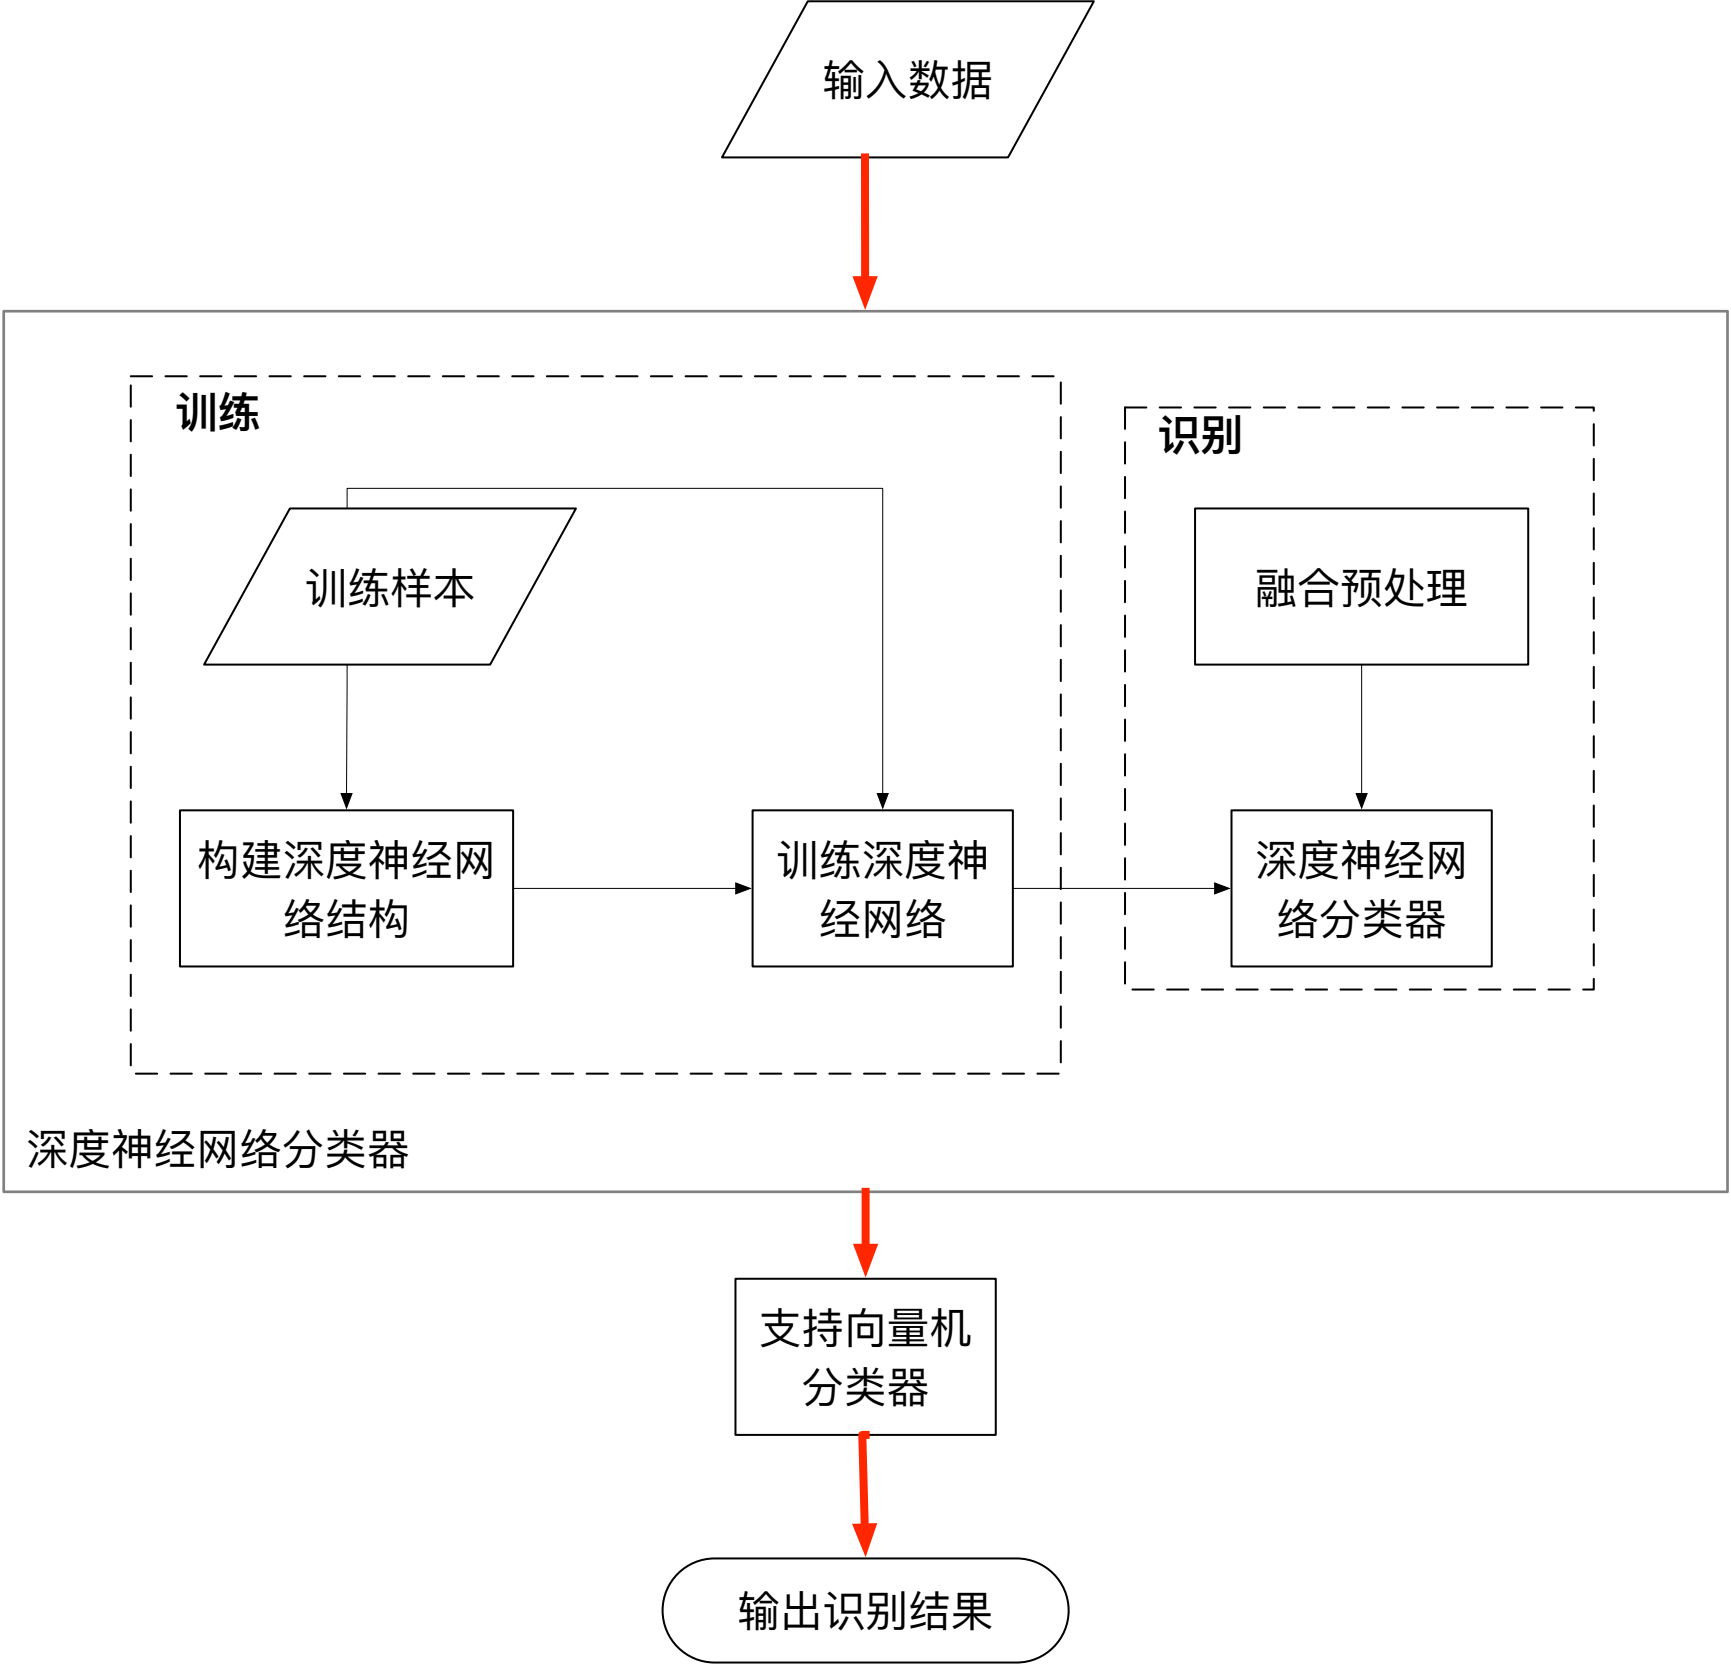 输入数据
训练
识别
训练样本
融合预处理
构建深度神经网
络结构
训练深度神
经网络
深度神经网
络分类器
深度神经网络分类器
支持向量机
分类器
输出识别结果